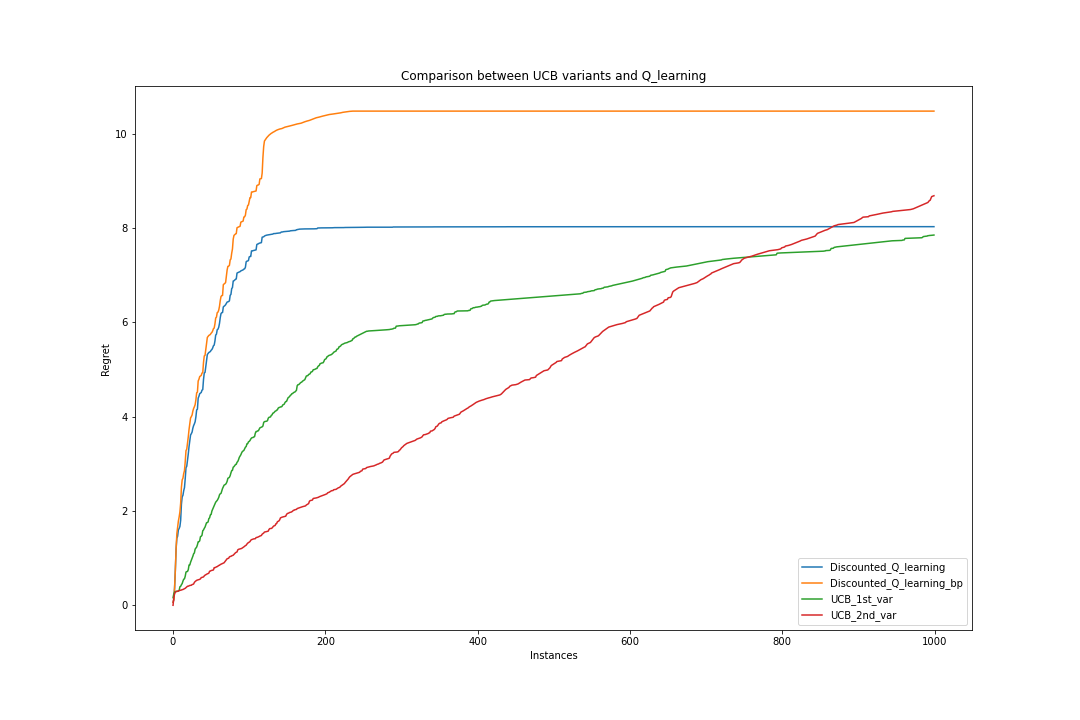 Comparison between UCB variants and Q_learning
10
8
6
4
2
0
Regret
0 200 400 600 800 1000
Instances
Discounted_Q_learning
Discounted_Q_learning_bp
UCB_1st_var
UCB_2nd_var